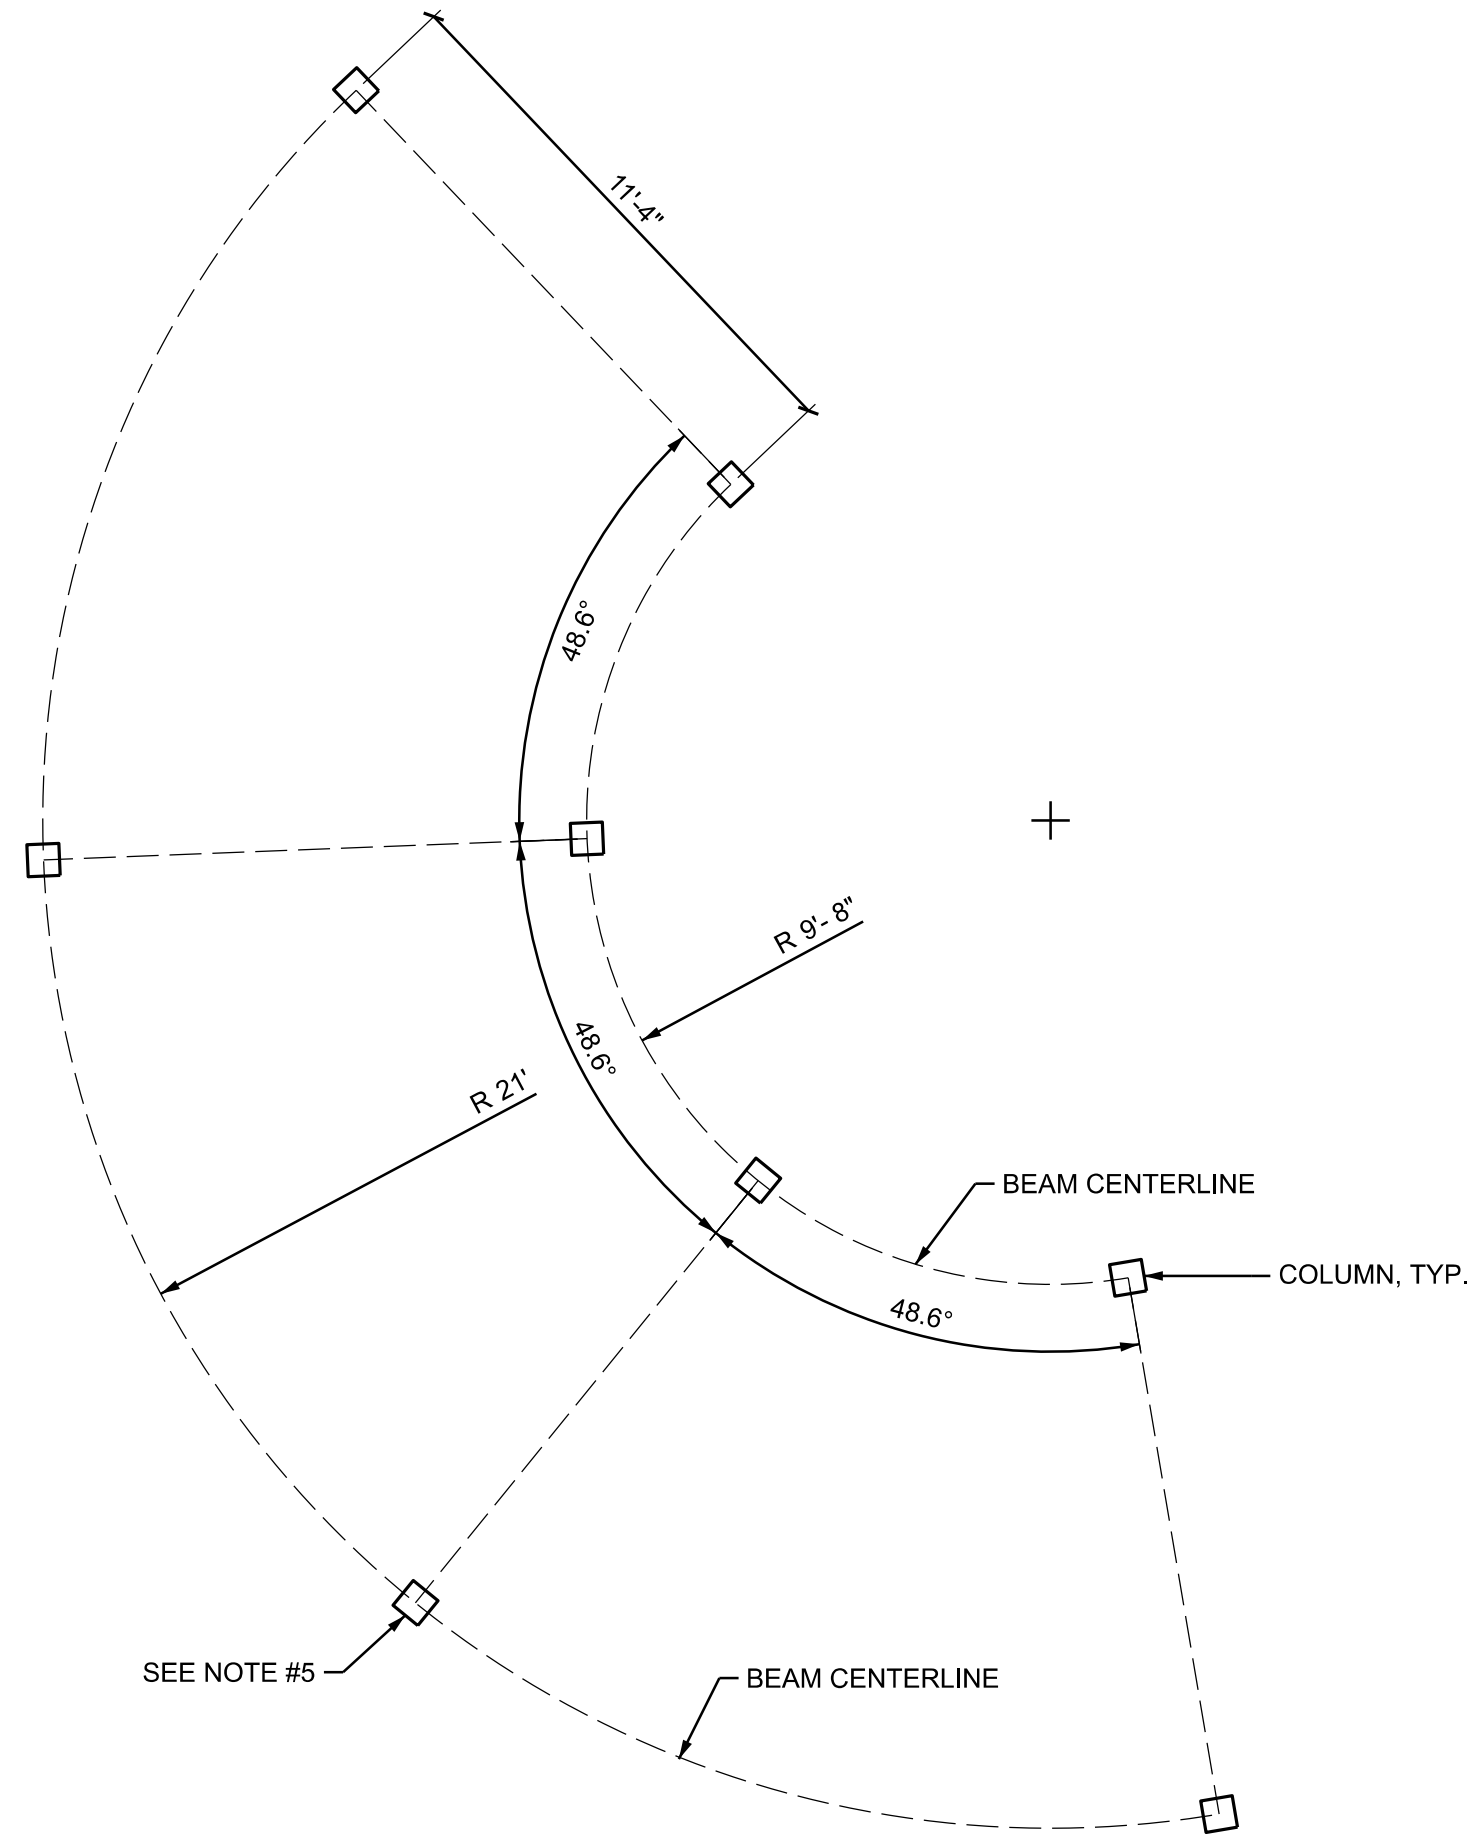 11'-4"
48.6°
R 9'- 8"
48.6°
R 21'
BEAM CENTERLINE
COLUMN, TYP.
48.6°
SEE NOTE #5
BEAM CENTERLINE